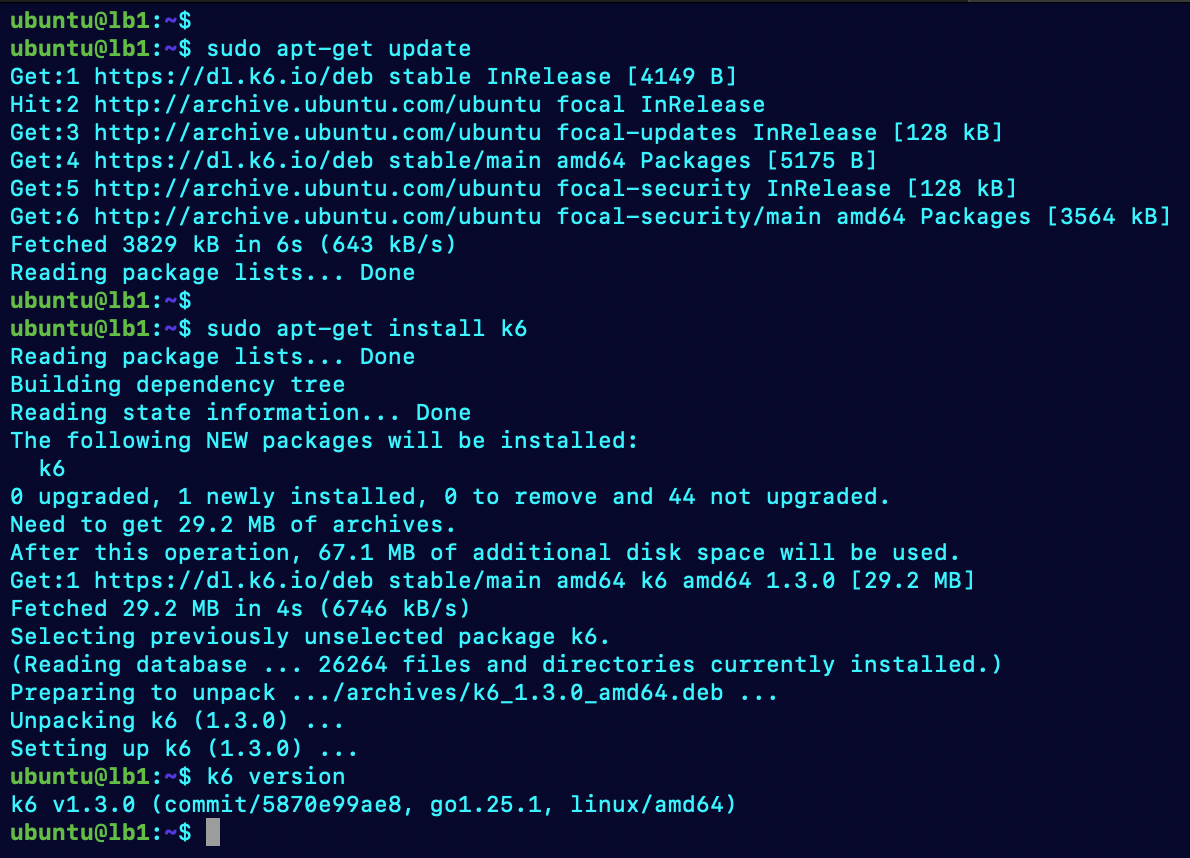 ubuntu@lb1:~$
ubuntu@lb1:~$ sudo apt-get update
Get:1 https://dl.k6.io/deb stable InRelease [4149 B]
Hit:2 http://archive.ubuntu.com/ubuntu focal InRelease
Get:3 http://archive.ubuntu.com/ubuntu focal-updates InRelease [128 kB]
Get:4 https://dl.k6.io/deb stable/main amd64 Packages [5175 B]
Get:5 http://archive.ubuntu.com/ubuntu focal-security InRelease [128 kB]
Get:6 http://archive.ubuntu.com/ubuntu focal-security/main amd64 Packages [3564 kB]
Fetched 3829 kB in 6s (643 kB/s)
Reading package lists... Done
ubuntu@lb1:~$
ubuntu@lb1:~$ sudo apt-get install k6
Reading package lists... Done
Building dependency tree
Reading state information... Done
The following NEW packages will be installed:
  k6
0 upgraded, 1 newly installed, 0 to remove and 44 not upgraded.
Need to get 29.2 MB of archives.
After this operation, 67.1 MB of additional disk space will be used.
Get:1 https://dl.k6.io/deb stable/main amd64 k6 amd64 1.3.0 [29.2 MB]
Fetched 29.2 MB in 4s (6746 kB/s)
Selecting previously unselected package k6.
(Reading database ... 26264 files and directories currently installed.)
Preparing to unpack .../archives/k6_1.3.0_amd64.deb ...
Unpacking k6 (1.3.0) ...
Setting up k6 (1.3.0) ...
ubuntu@lb1:~$ k6 version
k6 v1.3.0 (commit/5870e99ae8, go1.25.1, linux/amd64)
ubuntu@lb1:~$